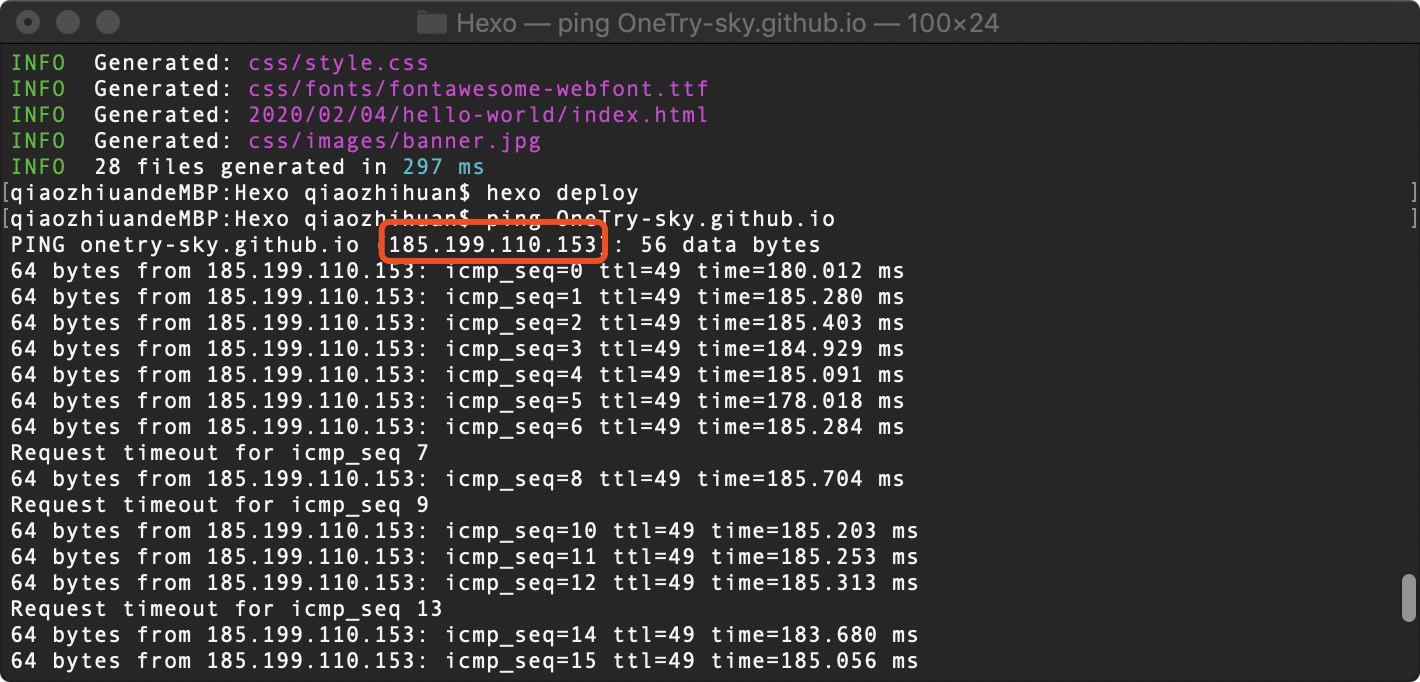 Hexo — ping OneTry-sky.github.io — 100×24
INFO  Generated: css/style.css
INFO  Generated: css/fonts/fontawesome-webfont.ttf
INFO  Generated: 2020/02/04/hello-world/index.html
INFO  Generated: css/images/banner.jpg
INFO  28 files generated in 297 ms
[qiaozhiuandeMBP:Hexo qiaozhihuan$ hexo deploy ]
[qiaozhiuandeMBP:Hexo qiaozhihuan$ ping OneTry-sky.github.io ]
PING onetry-sky.github.io (185.199.110.153): 56 data bytes
64 bytes from 185.199.110.153: icmp_seq=0 ttl=49 time=180.012 ms
64 bytes from 185.199.110.153: icmp_seq=1 ttl=49 time=185.280 ms
64 bytes from 185.199.110.153: icmp_seq=2 ttl=49 time=185.403 ms
64 bytes from 185.199.110.153: icmp_seq=3 ttl=49 time=184.929 ms
64 bytes from 185.199.110.153: icmp_seq=4 ttl=49 time=185.091 ms
64 bytes from 185.199.110.153: icmp_seq=5 ttl=49 time=178.018 ms
64 bytes from 185.199.110.153: icmp_seq=6 ttl=49 time=185.284 ms
Request timeout for icmp_seq 7
64 bytes from 185.199.110.153: icmp_seq=8 ttl=49 time=185.704 ms
Request timeout for icmp_seq 9
64 bytes from 185.199.110.153: icmp_seq=10 ttl=49 time=185.203 ms
64 bytes from 185.199.110.153: icmp_seq=11 ttl=49 time=185.253 ms
64 bytes from 185.199.110.153: icmp_seq=12 ttl=49 time=185.313 ms
Request timeout for icmp_seq 13
64 bytes from 185.199.110.153: icmp_seq=14 ttl=49 time=183.680 ms
64 bytes from 185.199.110.153: icmp_seq=15 ttl=49 time=185.056 ms